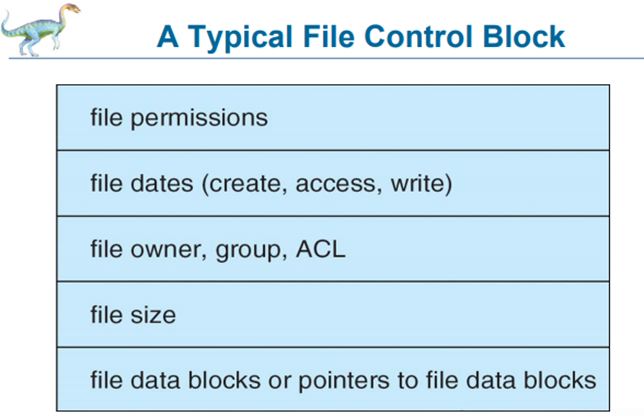 A Typical File Control Block
file permissions
file dates (create, access, write)
file owner, group, ACL
file size
file data blocks or pointers to file data blocks